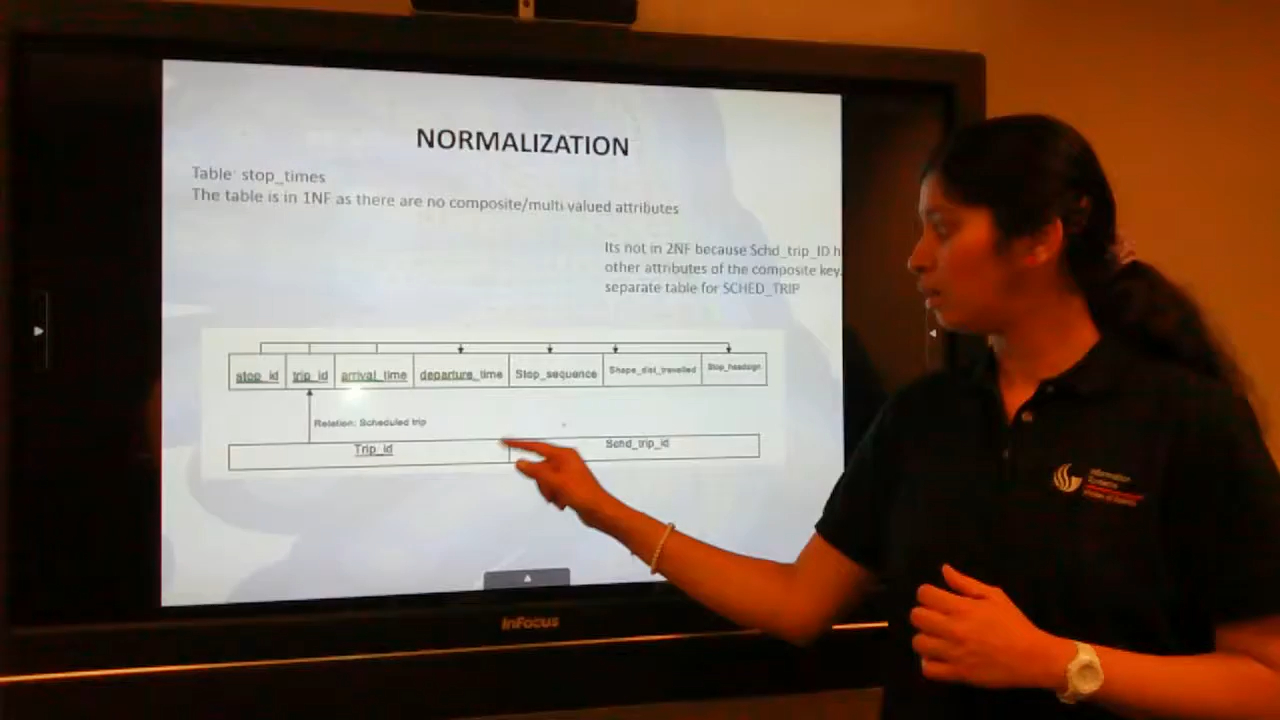 NORMALIZATION
Table: stop_times
The table is in 1NF as there are no composite/multi valued attributes
Its not in 2NF because Schd_trip_ID h
other attributes of the composite key.
separate table for SCHED_TRIP
stop_id trip_id arrival_time departure_time Stop_sequence Shape_dist_travelled Stop_headsign
Relation: Scheduled trip
Trip_id Schd_trip_id
InFocus
Information
Systems